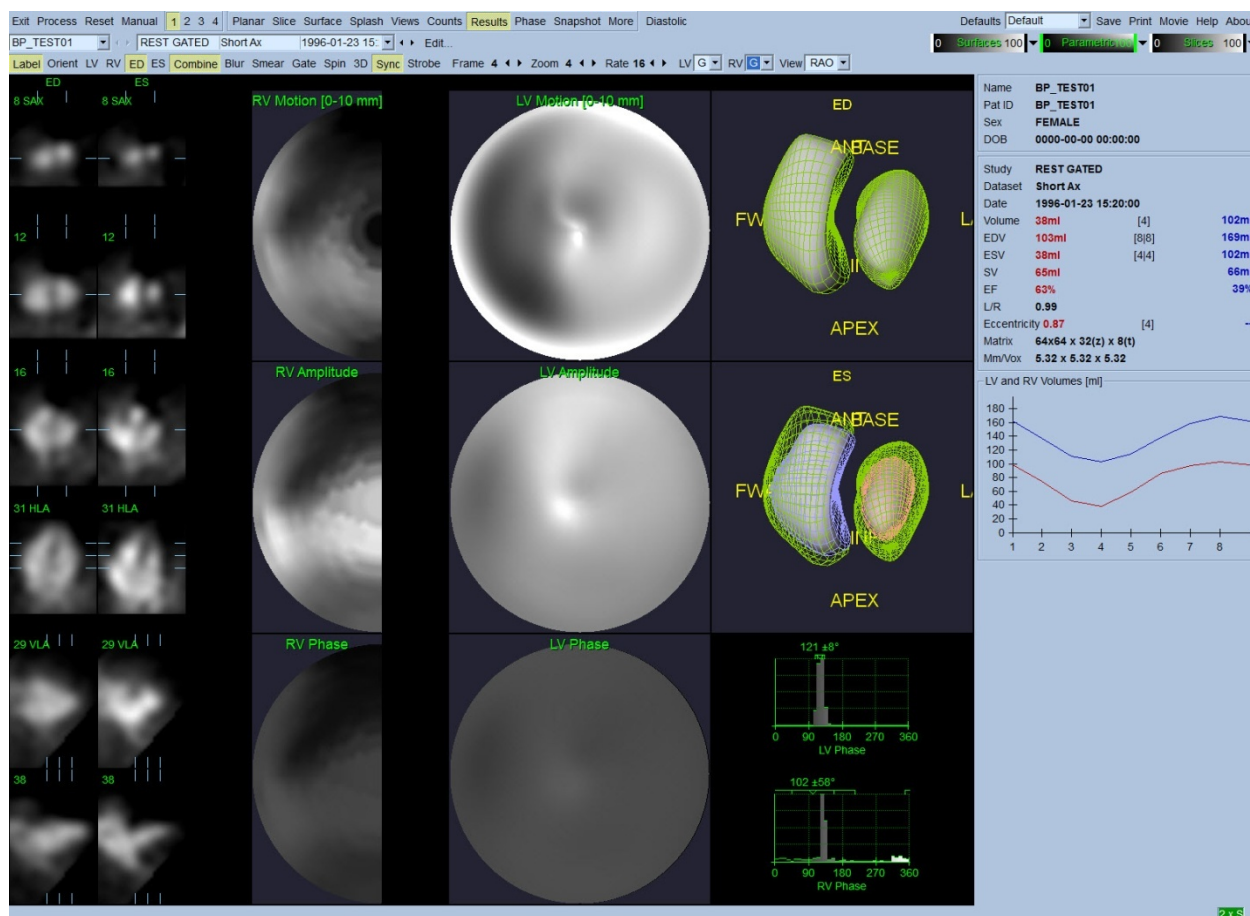 Exit Process Reset Manual 1 2 3 4 Planar Slice Surface Splash Views Counts Results Phase Snapshot More Diastolic Defaults Default Save Print Movie Help Abou
BP_TEST01 REST GATED Short Ax 1996-01-23 15: Edit... 0 Surfaces 100 0 Parametric 0 Slices 100
Label Orient LV RV ED ES Combine Blur Smear Gate Spin 3D Sync Strobe Frame 4 Zoom 4 Rate 16 LV G RV G View RAO
ED ES
8 SAX
RV Motion [0-10 mm]
LV Motion [0-10 mm]
ED
ANT BASE
FW
L
IN
APEX
12 12
16 16
RV Amplitude
LV Amplitude
ES
ANT BASE
FW
L
INF
APEX
31 HLA 31 HLA
29 VLA 29 VLA
RV Phase
LV Phase
121 ±8°
0 90 180 270 360
LV Phase
38 38
102 ±58°
0 90 180 270 360
RV Phase
Name BP_TEST01
Pat ID BP_TEST01
Sex FEMALE
DOB 0000-00-00 00:00:00
Study REST GATED
Dataset Short Ax
Date 1996-01-23 15:20:00
Volume 38ml [4] 102m
EDV 103ml [8|8] 169m
ESV 38ml [4|4] 102m
SV 65ml 66m
EF 63% 39%
L/R 0.99
Eccentricity 0.87 [4] --
Matrix 64x64 x 32(z) x 8(t)
Mm/Vox 5.32 x 5.32 x 5.32
LV and RV Volumes [ml]
180
160
140
120
100
80
60
40
20
0
1 2 3 4 5 6 7 8
2 x S